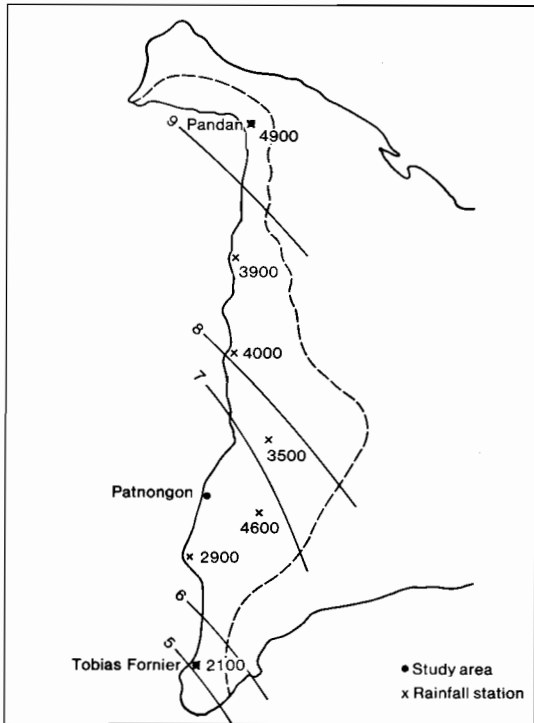 9
Pandan
4900
3900
8
4000
7
3500
Patnongon
4600
2900
6
5
Tobias Fornier
2100
Study area
x Rainfall station